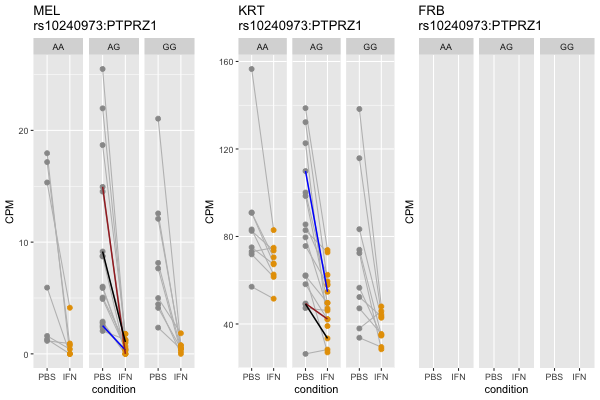 MEL
rs10240973:PTPRZ1
AA AG GG
CPM
20
10
0
PBS IFN PBS IFN PBS IFN
condition
KRT
rs10240973:PTPRZ1
AA AG GG
CPM
160
120
80
40
PBS IFN PBS IFN PBS IFN
condition
FRB
rs10240973:PTPRZ1
AA AG GG
CPM
PBS IFN PBS IFN PBS IFN
condition